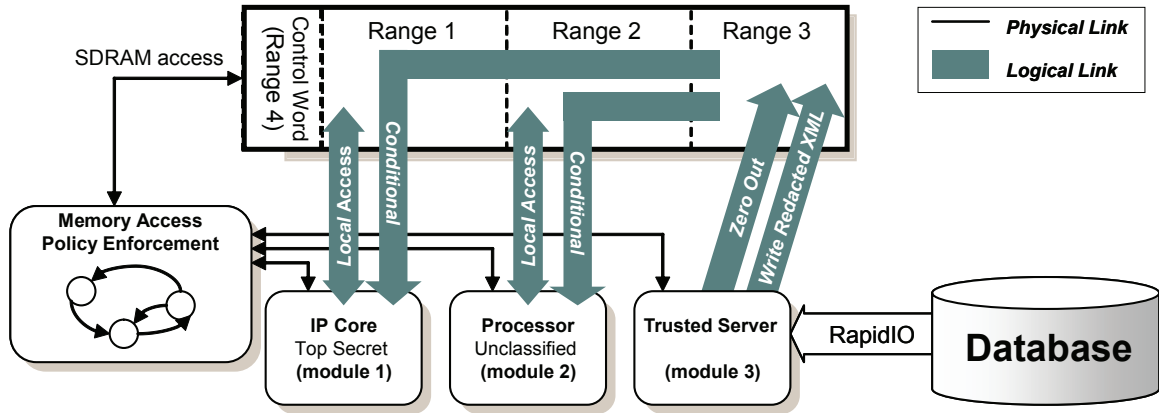 SDRAM access
Control Word
(Range 4)
Range 1
Range 2
Range 3
Physical Link
Logical Link
Local Access
Conditional
Local Access
Conditional
Zero Out
Write Redacted XML
Memory Access
Policy Enforcement
IP Core
Top Secret
(module 1)
Processor
Unclassified
(module 2)
Trusted Server
(module 3)
RapidIO
Database